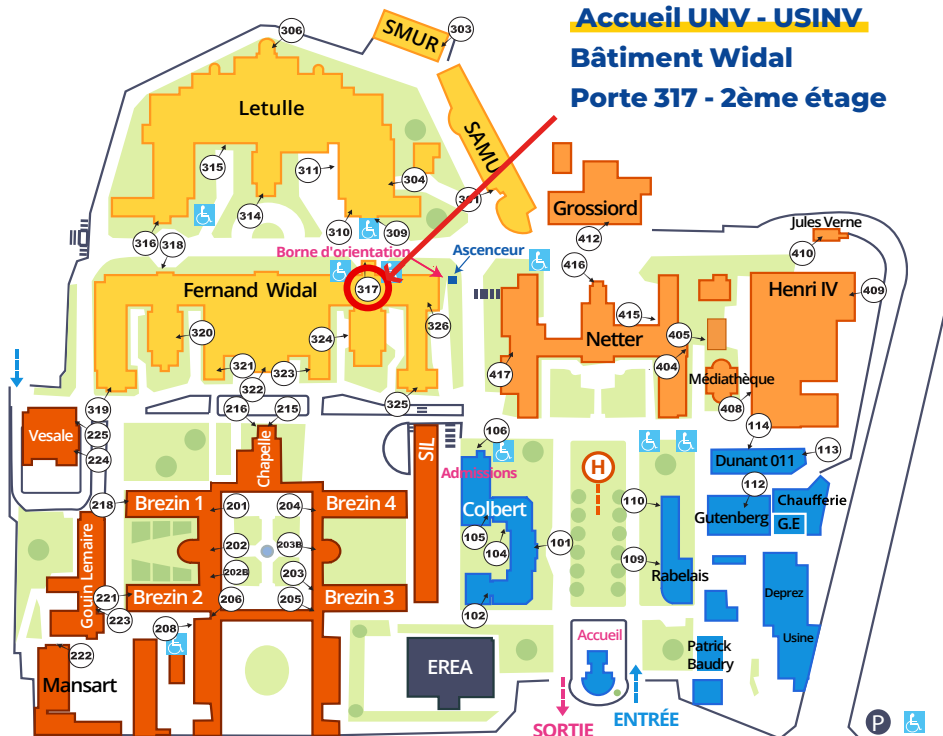 Accueil UNV - USINV
Bâtiment Widal
Porte 317 - 2ème étage
SMUR
303
306
Letulle
SAMU
315
311
304
301
314
310
309
316
318
Grossiord
412
Jules Verne
410
Borne d'orientation
Ascenceur
416
Fernand Widal
317
Henri IV
409
320
324
326
415
405
Netter
321
322
323
417
404
Médiathèque
319
325
408
216
215
106
114
Vesale
225
224
Chapelle
SIL
Admissions
H
Dunant 011
113
112
218
Brezin 1
201
204
Brezin 4
Colbert
110
Gutenberg
Chaufferie
G.E
Gouin Lemaire
202
203B
105
104
101
202B
203
109
Rabelais
221
Brezin 2
206
205
Brezin 3
102
Deprez
223
208
Accueil
Usine
222
Mansart
EREA
Patrick
Baudry
SORTIE
ENTRÉE
P